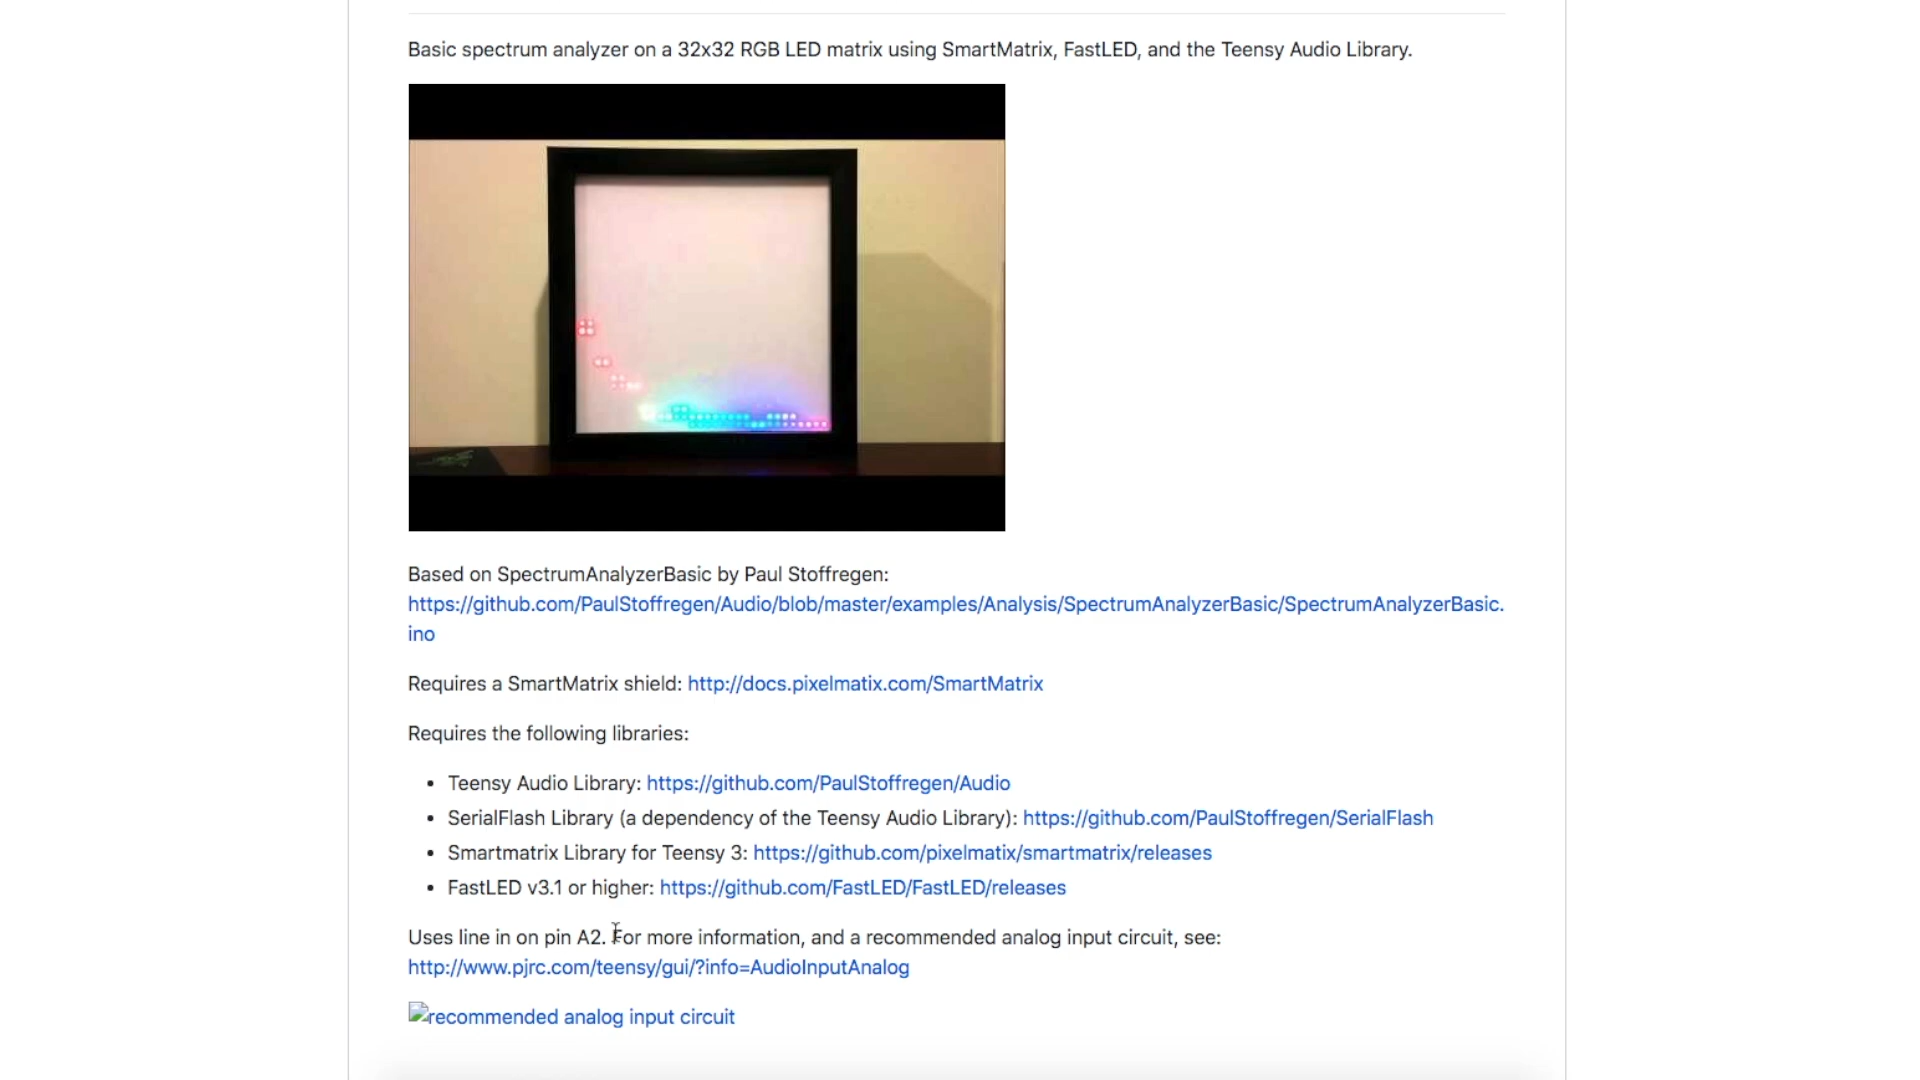 Basic spectrum analyzer on a 32x32 RGB LED matrix using SmartMatrix, FastLED, and the Teensy Audio Library.
Based on SpectrumAnalyzerBasic by Paul Stoffregen:
https://github.com/PaulStoffregen/Audio/blob/master/examples/Analysis/SpectrumAnalyzerBasic/SpectrumAnalyzerBasic.
ino
Requires a SmartMatrix shield: http://docs.pixelmatix.com/SmartMatrix
Requires the following libraries:
• Teensy Audio Library: https://github.com/PaulStoffregen/Audio
• SerialFlash Library (a dependency of the Teensy Audio Library): https://github.com/PaulStoffregen/SerialFlash
• Smartmatrix Library for Teensy 3: https://github.com/pixelmatix/smartmatrix/releases
• FastLED v3.1 or higher: https://github.com/FastLED/FastLED/releases
Uses line in on pin A2. For more information, and a recommended analog input circuit, see:
http://www.pjrc.com/teensy/gui/?info=AudioInputAnalog
recommended analog input circuit